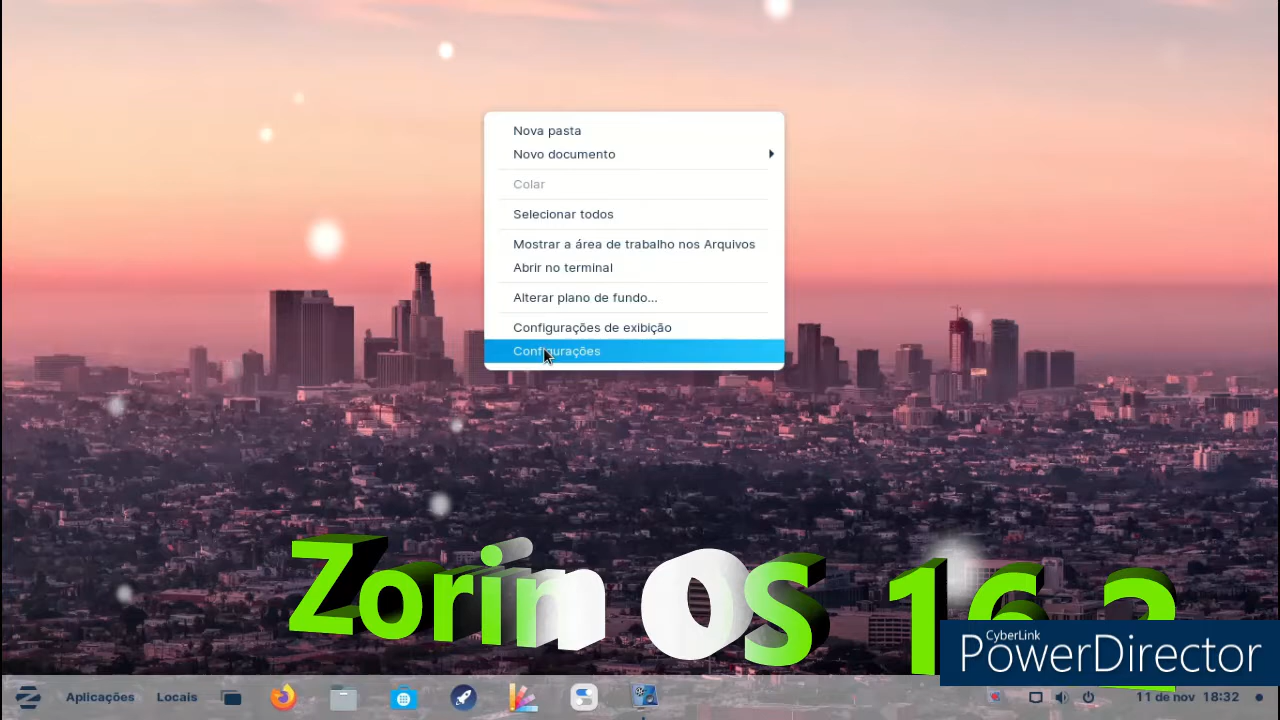 Nova pasta
Novo documento
Colar
Selecionar todos
Mostrar a área de trabalho nos Arquivos
Abrir no terminal
Alterar plano de fundo...
Configurações de exibição
Configurações
Zorin OS 16.2
CyberLink
PowerDirector
Aplicações Locais 11 de nov 18:32